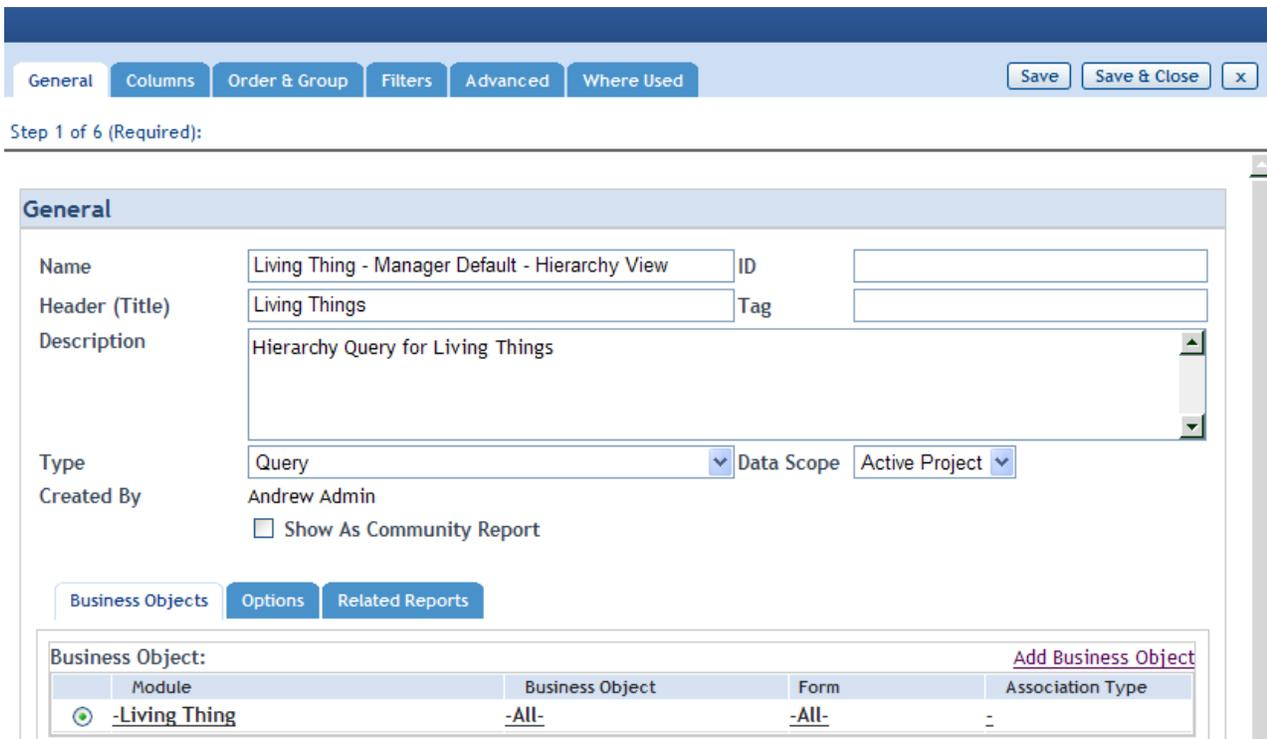 General Columns Order & Group Filters Advanced Where Used Save Save & Close x
Step 1 of 6 (Required):
General
Name Living Thing - Manager Default - Hierarchy View ID
Header (Title) Living Things Tag
Description Hierarchy Query for Living Things
Type Query Data Scope Active Project
Created By Andrew Admin
Show As Community Report
Business Objects Options Related Reports
Business Object: Add Business Object
Module Business Object Form Association Type
-Living Thing -All- -All- -